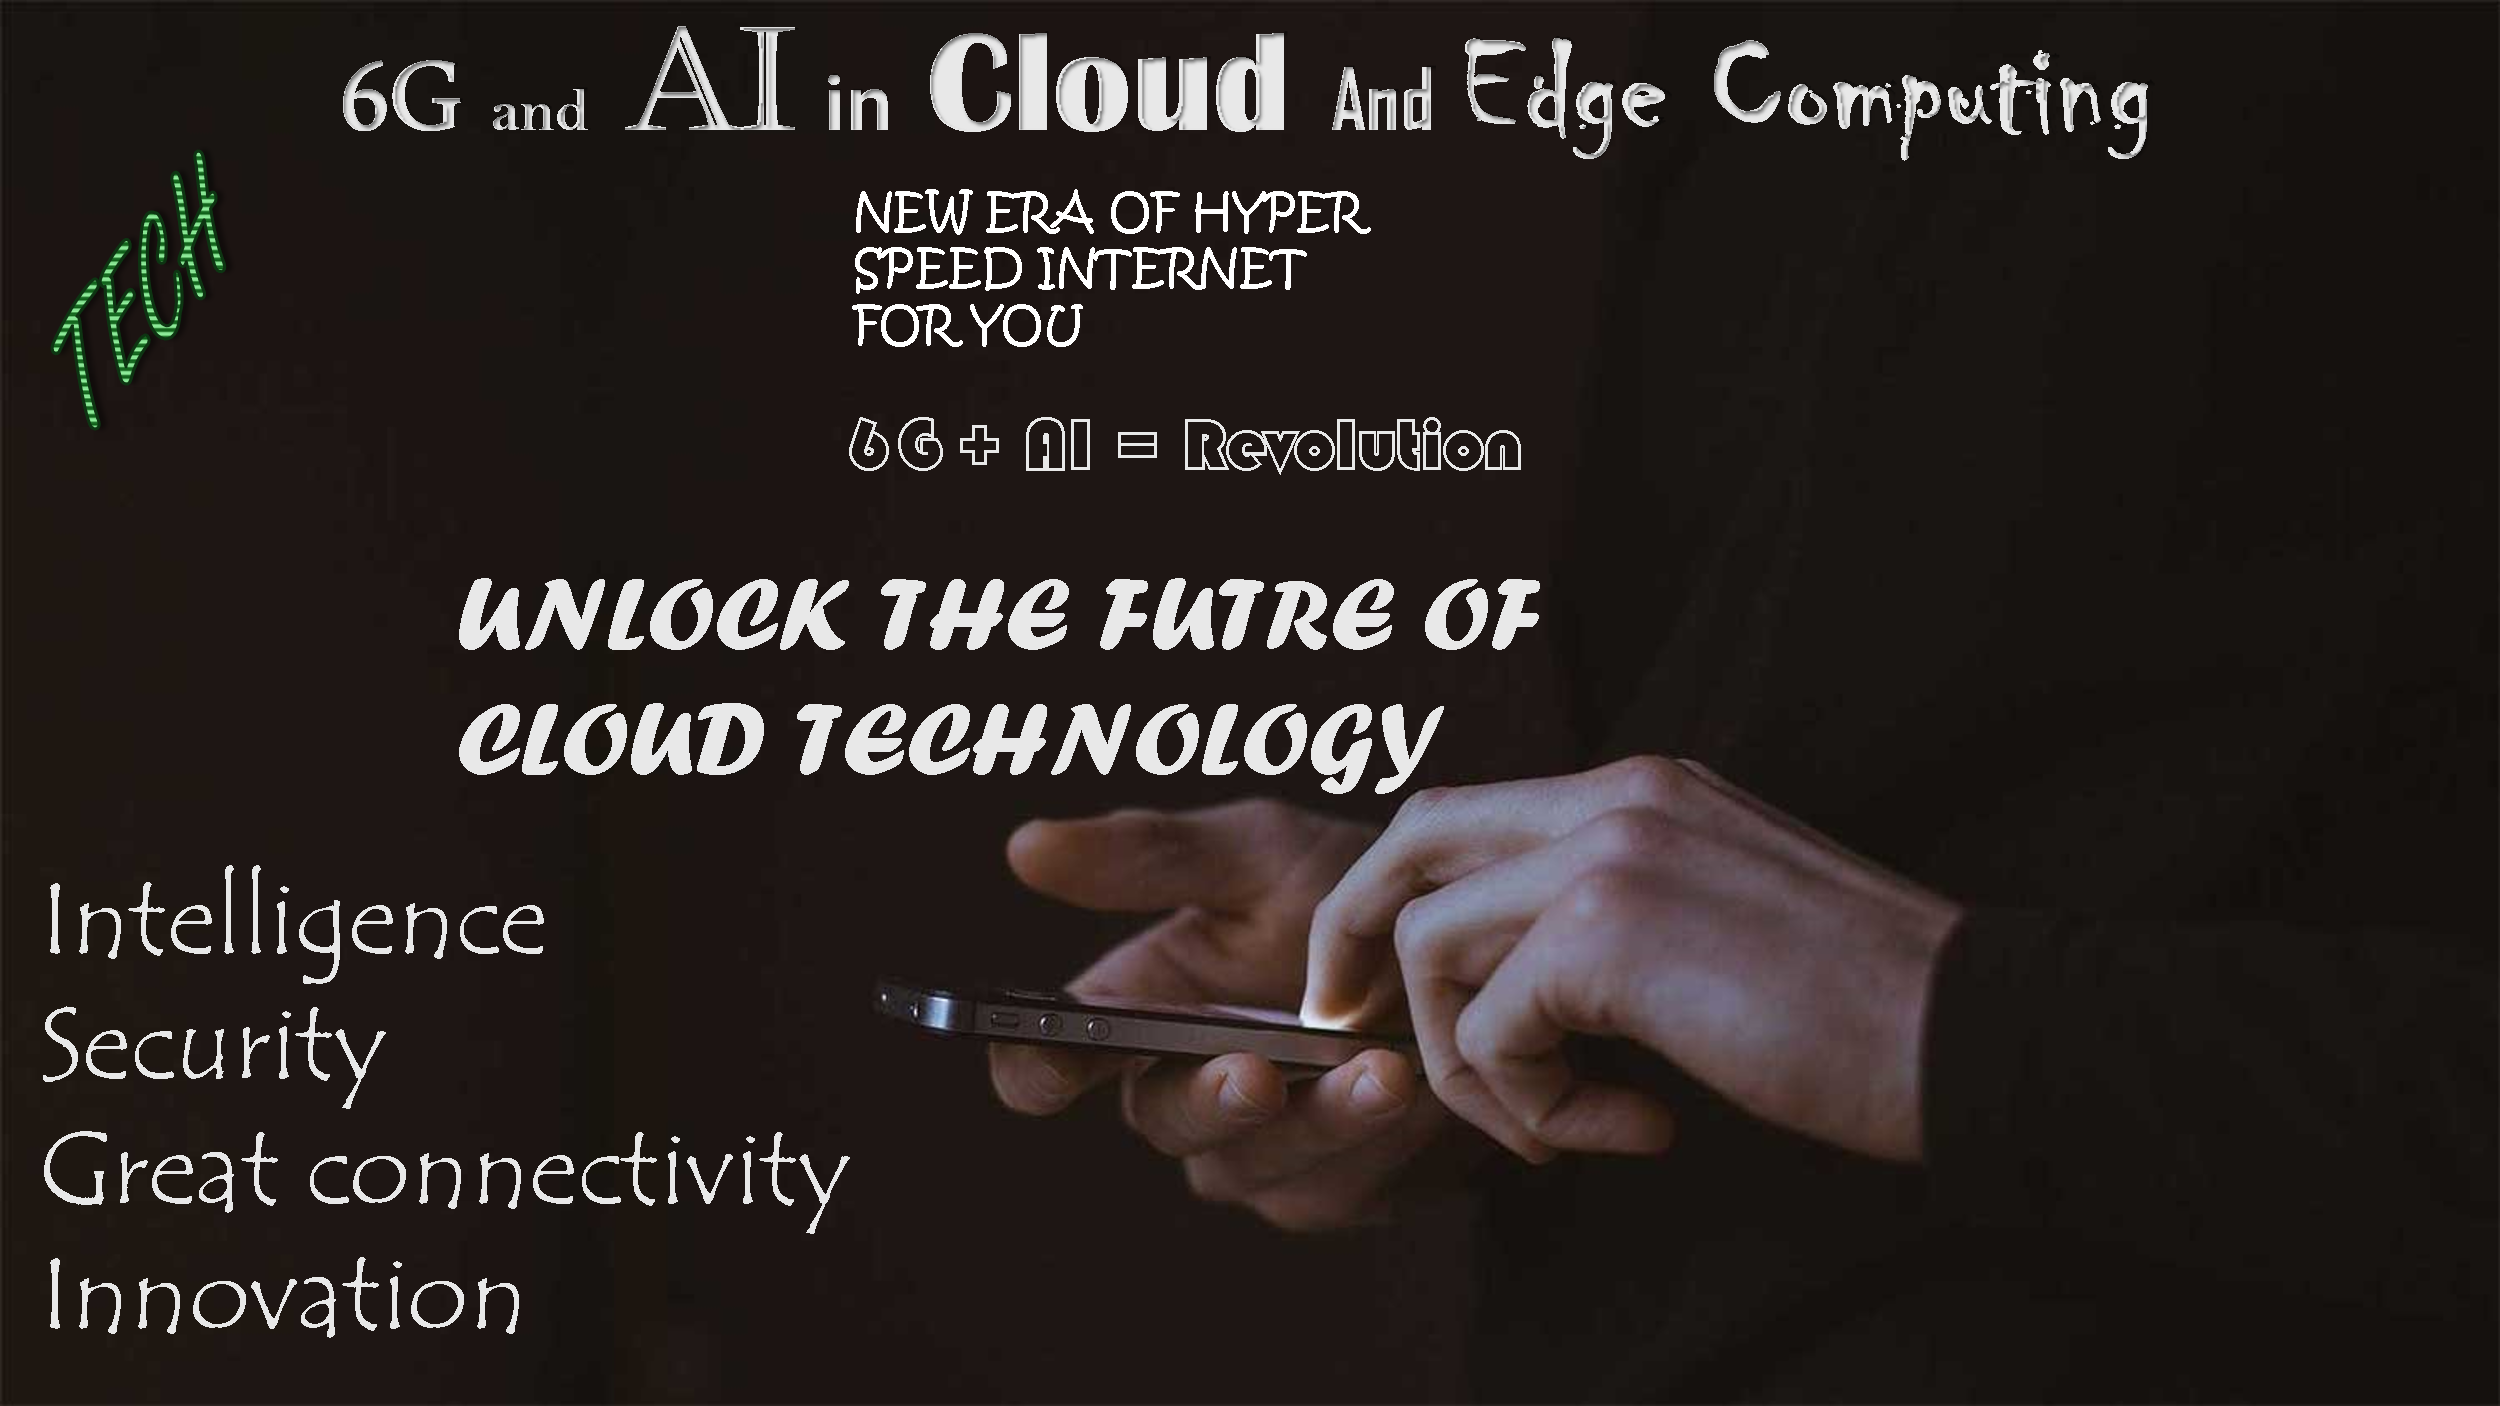 6G and AI in Cloud And Edge Computing
TECH
NEW ERA OF HYPER
SPEED INTERNET
FOR YOU
6G + AI = Revolution
UNLOCK THE FUTRE OF
CLOUD TECHNOLOGY
Intelligence
Security
Great connectivity
Innovation